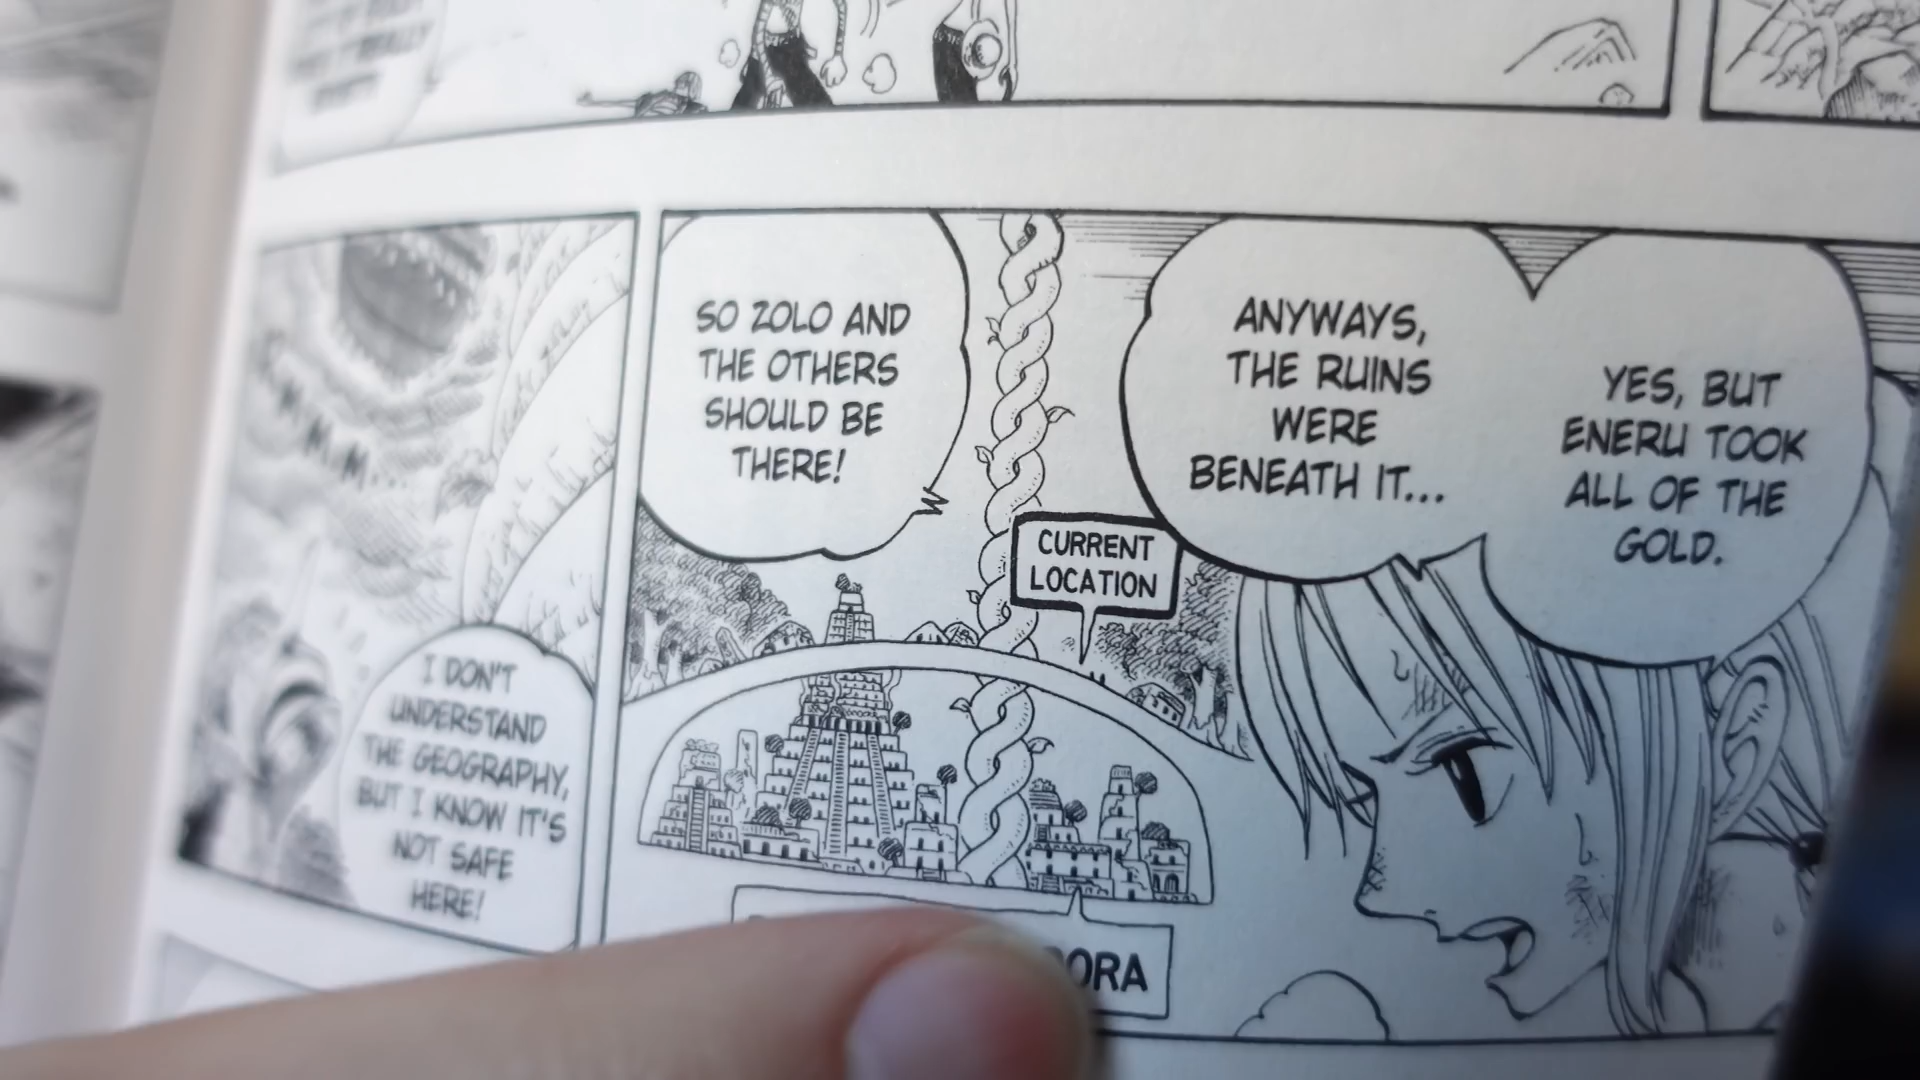 YES, BUT
ENERU TOOK
ALL OF THE
GOLD.
ANYWAYS,
THE RUINS
WERE
BENEATH IT...
CURRENT
LOCATION
SO ZOLO AND
THE OTHERS
SHOULD BE
THERE!
I DON'T
UNDERSTAND
THE GEOGRAPHY,
BUT I KNOW IT'S
NOT SAFE
HERE!